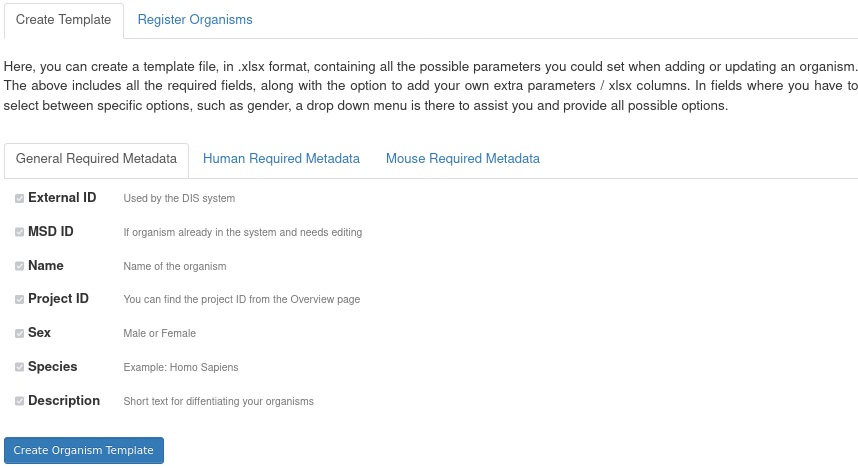 Create Template Register Organisms
Here, you can create a template file, in .xlsx format, containing all the possible parameters you could set when adding or updating an organism.
The above includes all the required fields, along with the option to add your own extra parameters / xlsx columns. In fields where you have to
select between specific options, such as gender, a drop down menu is there to assist you and provide all possible options.
General Required Metadata Human Required Metadata Mouse Required Metadata
External ID Used by the DIS system
MSD ID If organism already in the system and needs editing
Name Name of the organism
Project ID You can find the project ID from the Overview page
Sex Male or Female
Species Example: Homo Sapiens
Description Short text for diffentiating your organisms
Create Organism Template